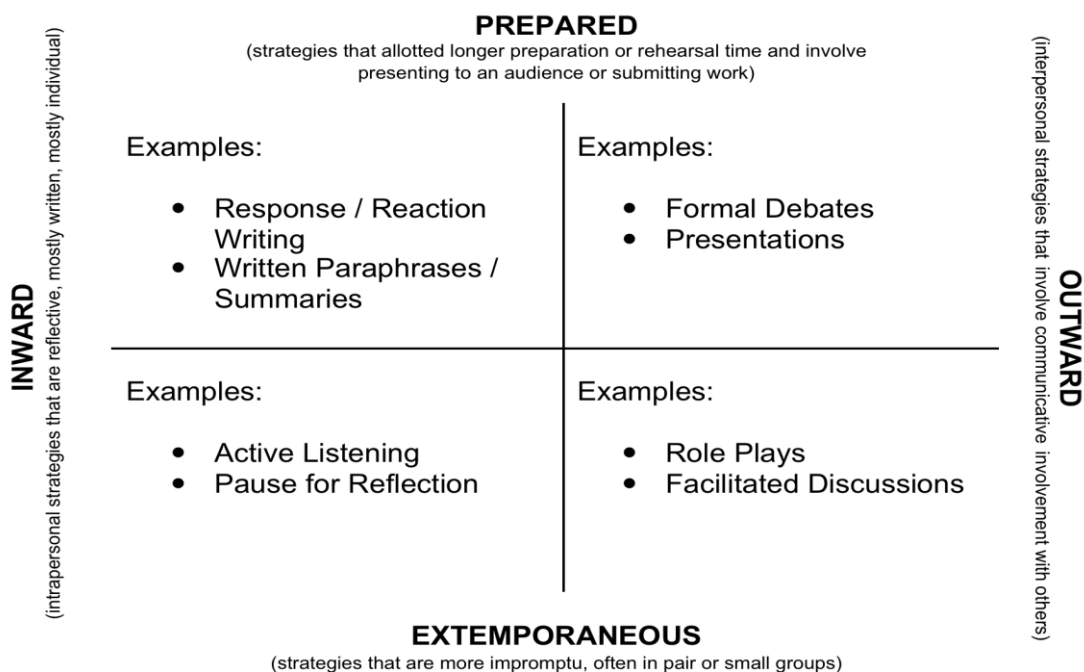 PREPARED
(strategies that allotted longer preparation or rehearsal time and involve
presenting to an audience or submitting work)
INWARD
(intrapersonal strategies that are reflective, mostly written, mostly individual)
Examples:
• Response / Reaction
Writing
• Written Paraphrases /
Summaries
Examples:
• Formal Debates
• Presentations
Examples:
• Active Listening
• Pause for Reflection
Examples:
• Role Plays
• Facilitated Discussions
OUTWARD
(interpersonal strategies that involve communicative involvement with others)
EXTEMPORANEOUS
(strategies that are more impromptu, often in pair or small groups)